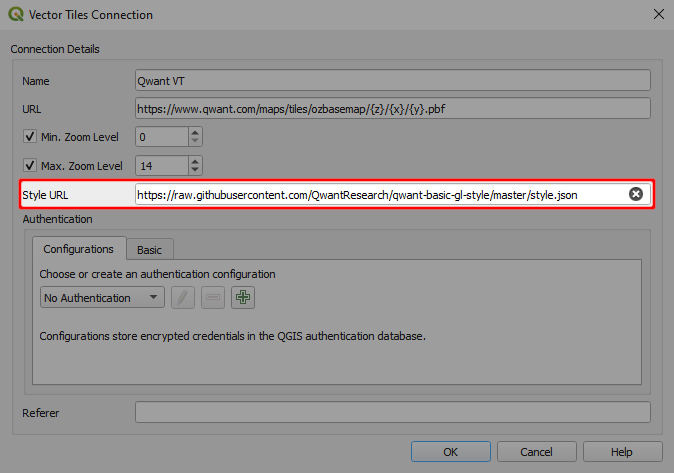 Vector Tiles Connection
Connection Details
Name Qwant VT
URL https://www.qwant.com/maps/tiles/ozbasemap/{z}/{x}/{y}.pbf
Min. Zoom Level 0
Max. Zoom Level 14
Style URL https://raw.githubusercontent.com/QwantResearch/qwant-basic-gl-style/master/style.json
Authentication
Configurations Basic
Choose or create an authentication configuration
No Authentication
Configurations store encrypted credentials in the QGIS authentication database.
Referer
OK Cancel Help